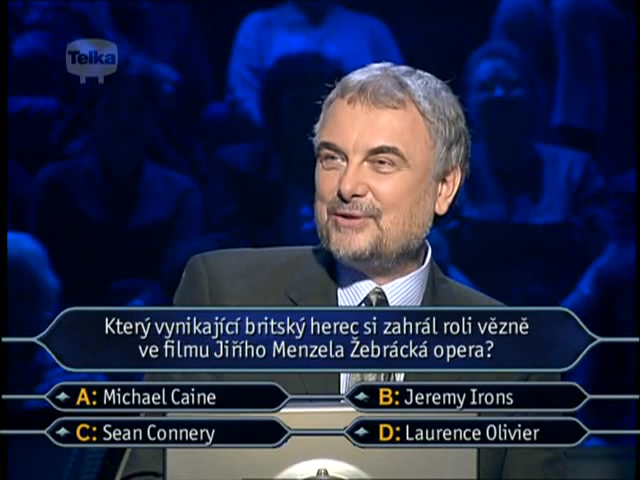 Telka
Který vynikající britský herec si zahrál roli vězně
ve filmu Jiřího Menzela Žebrácká opera?
A: Michael Caine
B: Jeremy Irons
C: Sean Connery
D: Laurence Olivier